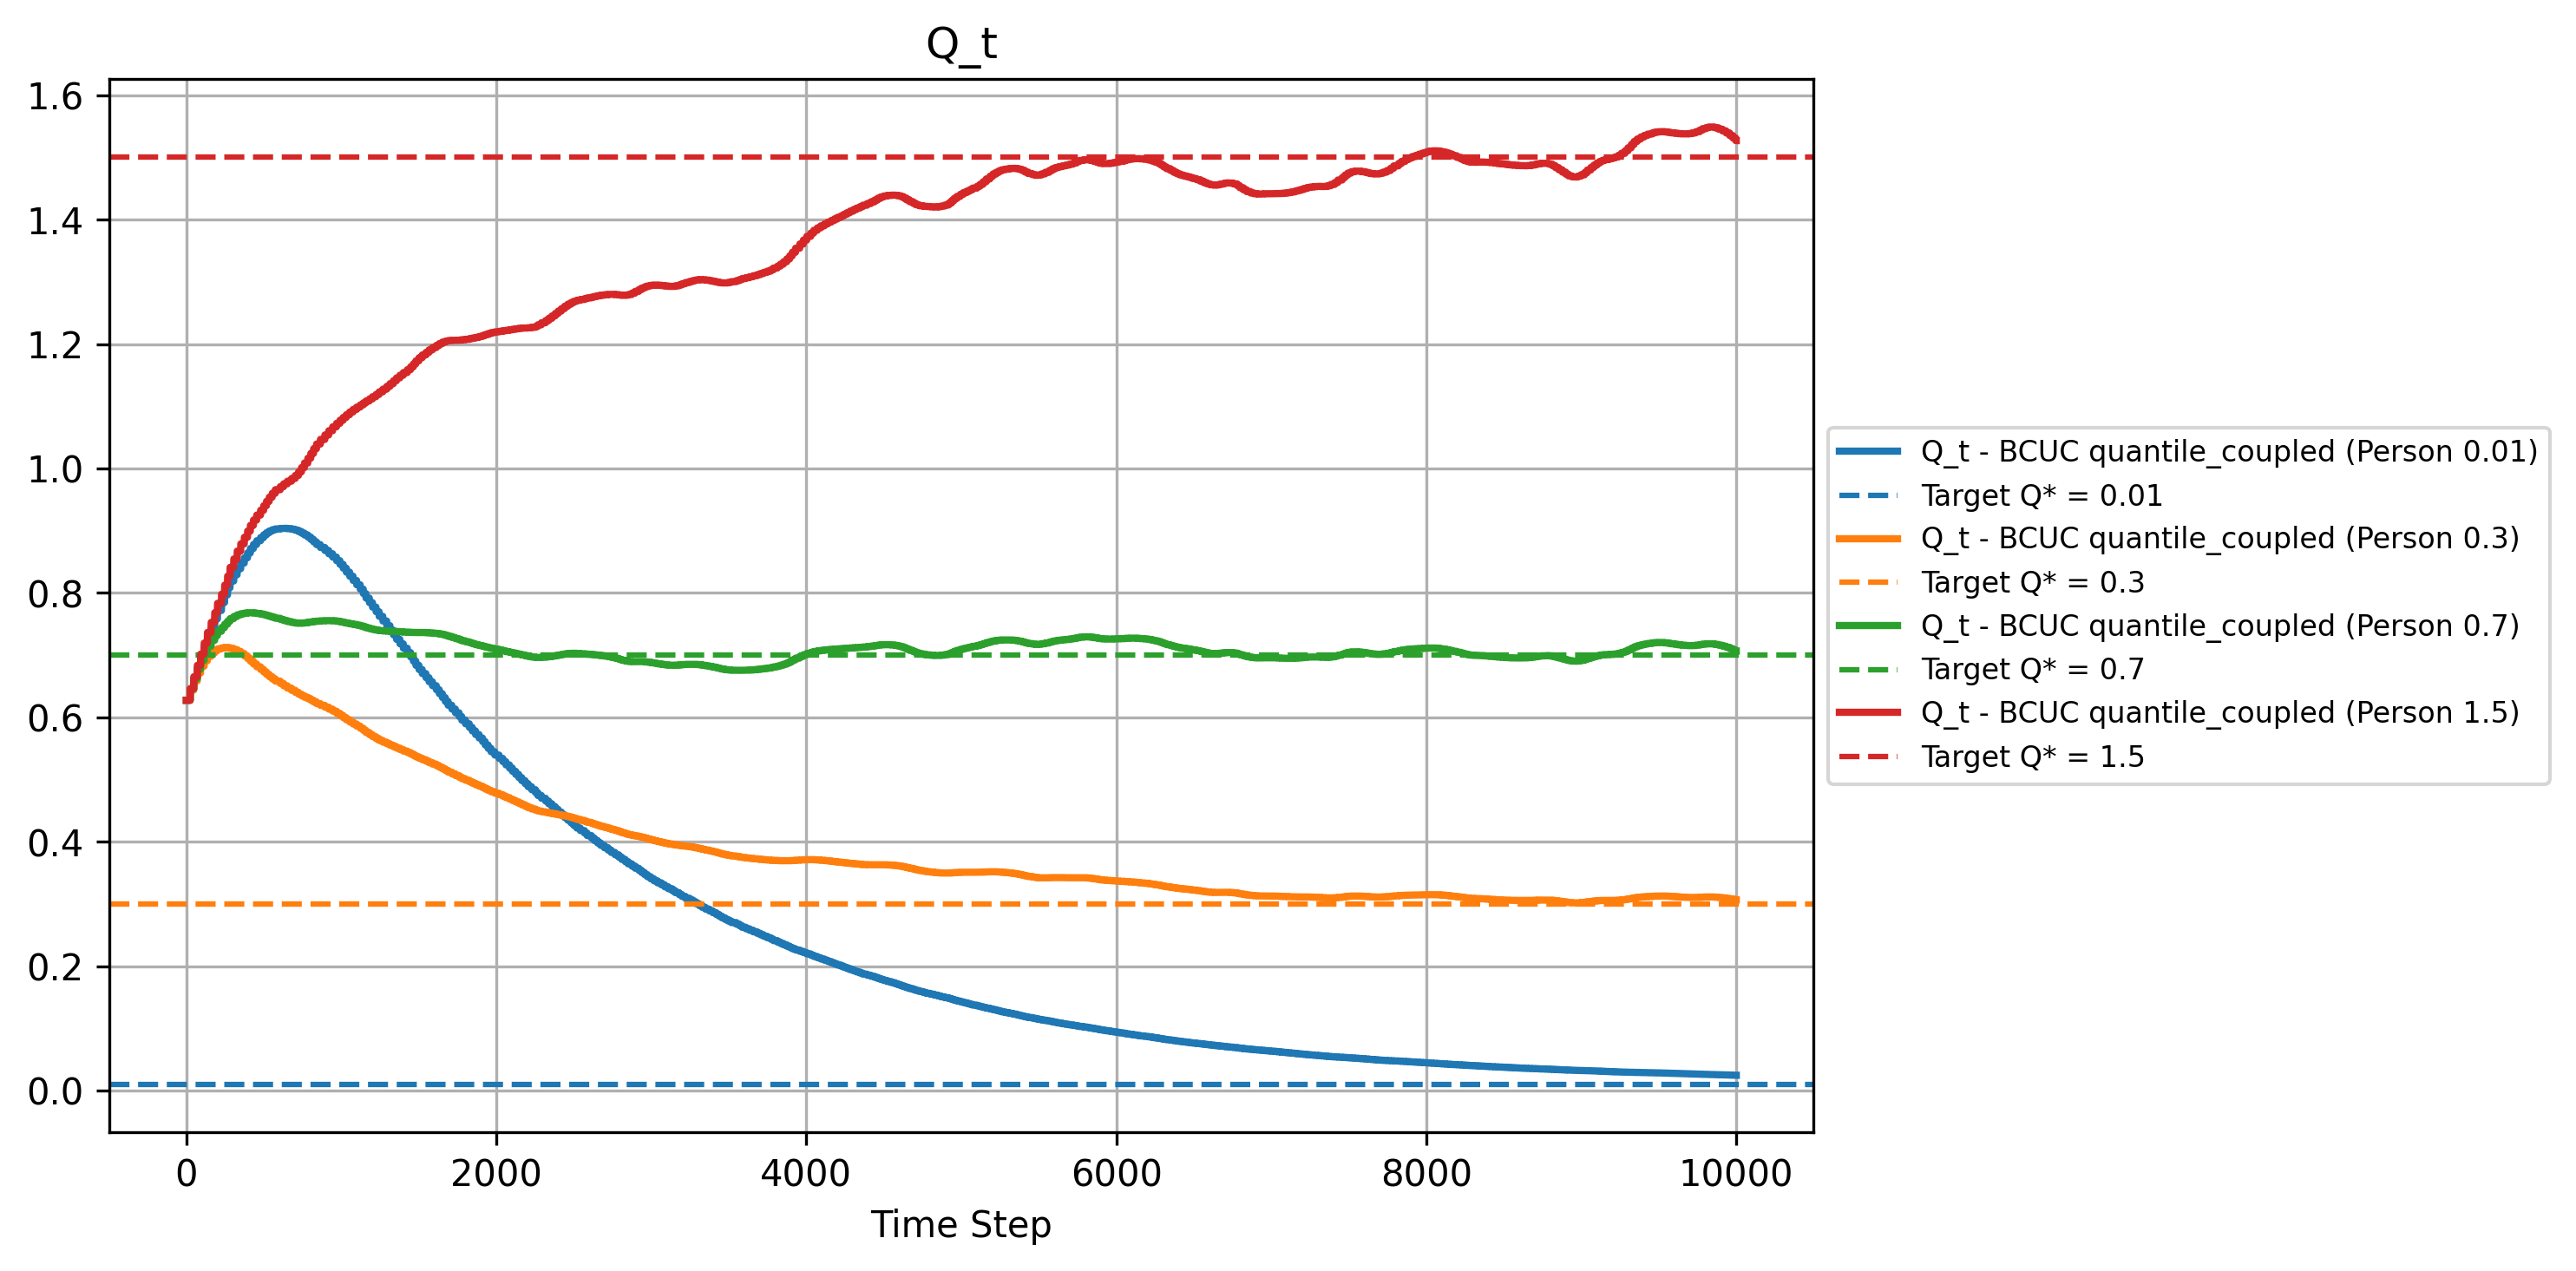 Q_t
1.6
1.4
1.2
1.0
0.8
0.6
0.4
0.2
0.0
0 2000 4000 6000 8000 10000
Time Step
Q_t - BCUC quantile_coupled (Person 0.01)
Target Q* = 0.01
Q_t - BCUC quantile_coupled (Person 0.3)
Target Q* = 0.3
Q_t - BCUC quantile_coupled (Person 0.7)
Target Q* = 0.7
Q_t - BCUC quantile_coupled (Person 1.5)
Target Q* = 1.5